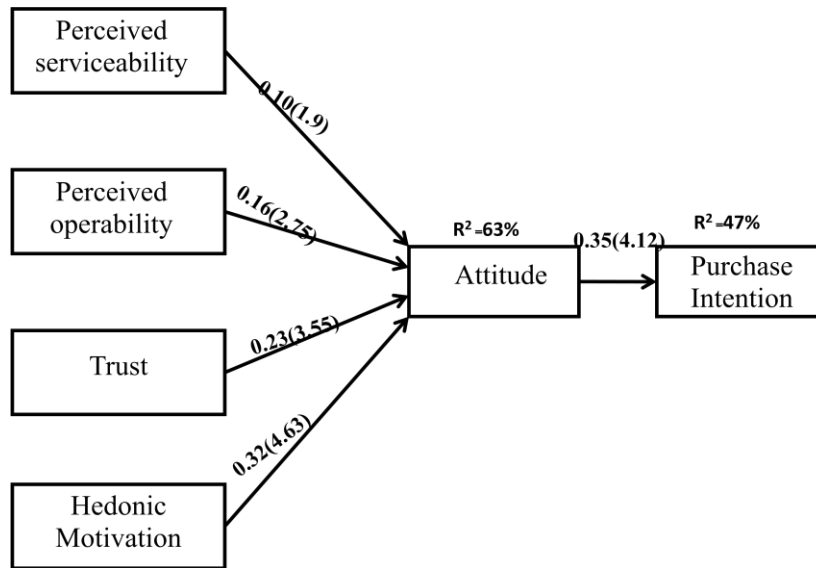 Perceived
serviceability
0.10(1.9)
Perceived
operability
0.16(2.75)
R²=63%
0.35(4.12)
R²=47%
Attitude
Purchase
Intention
Trust
0.23(3.55)
0.32(4.63)
Hedonic
Motivation